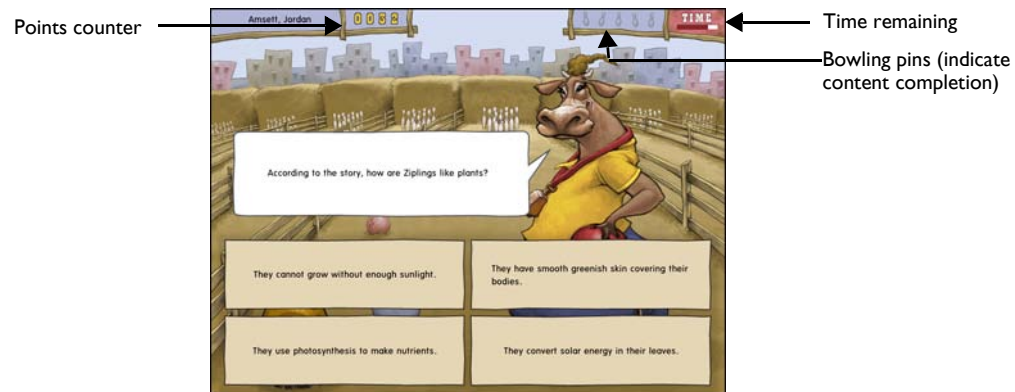 Points counter
Amsett, Jordan
0052
TIME
Time remaining
Bowling pins (indicate
content completion)
According to the story, how are Ziplings like plants?
They cannot grow without enough sunlight.
They have smooth greenish skin covering their
bodies.
They use photosynthesis to make nutrients.
They convert solar energy in their leaves.